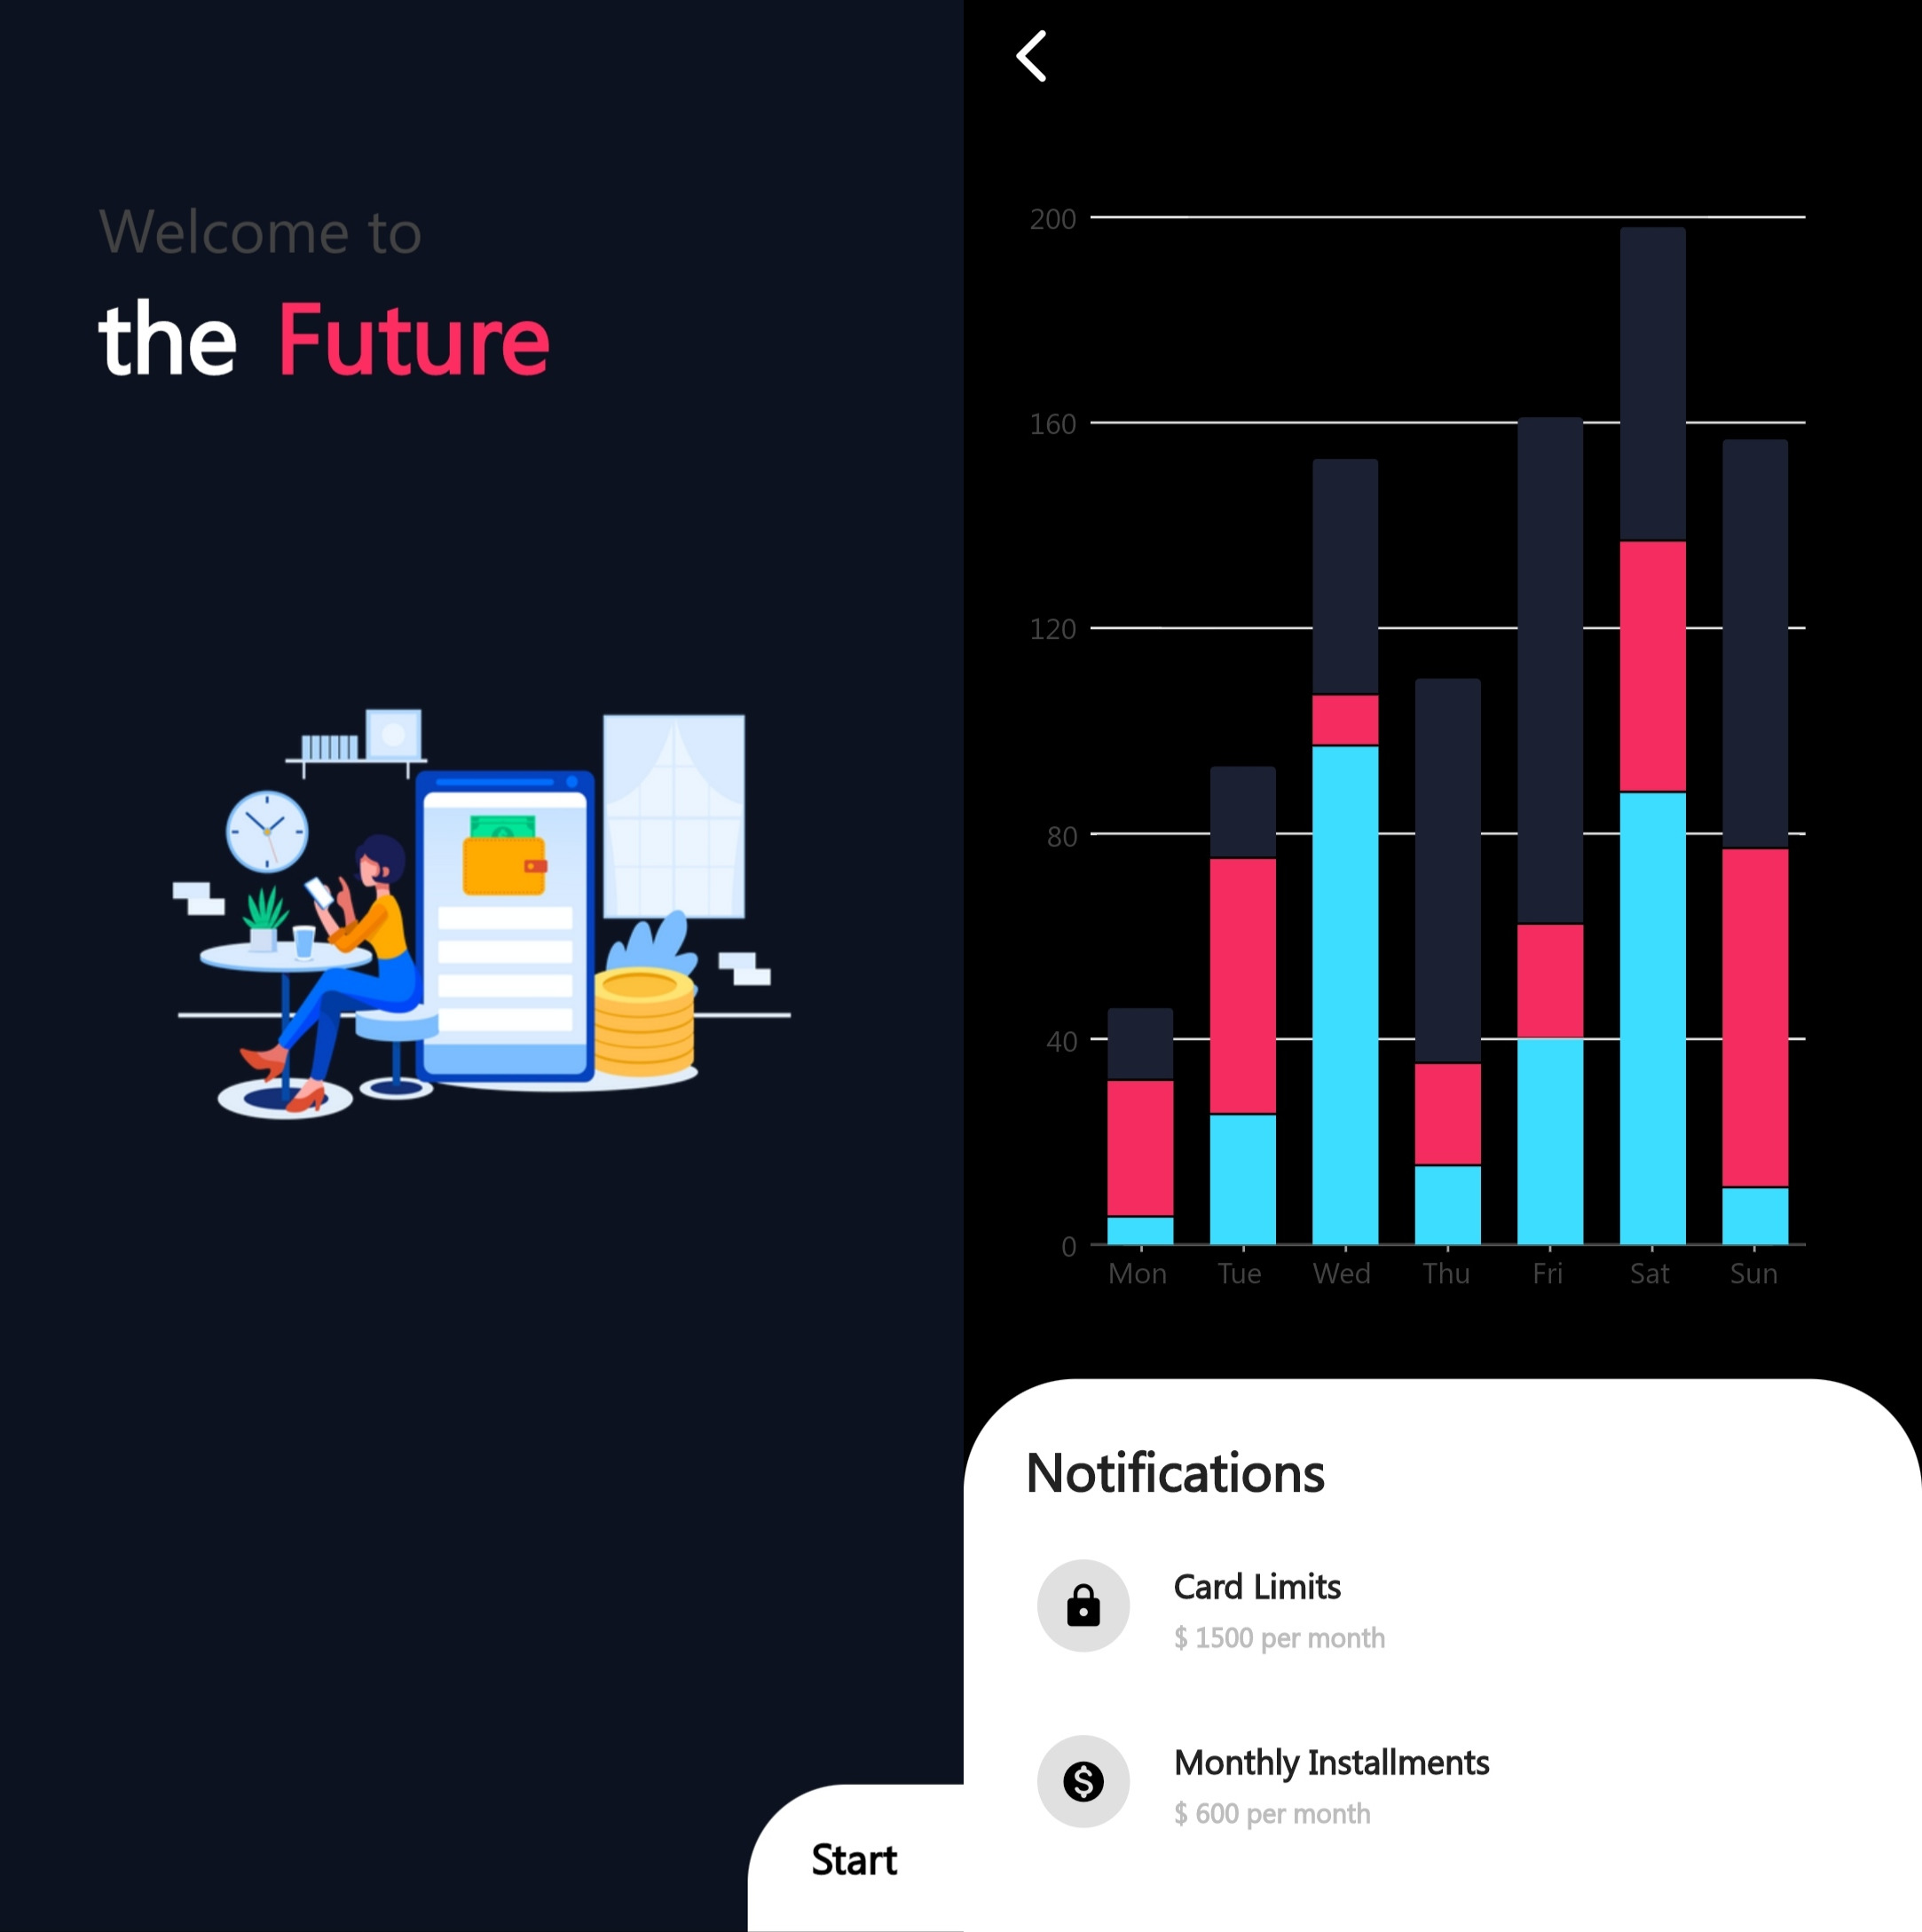 Welcome to
the Future
Start
200
160
120
80
40
0
Mon Tue Wed Thu Fri Sat Sun
Notifications
Card Limits
$ 1500 per month
Monthly Installments
$ 600 per month